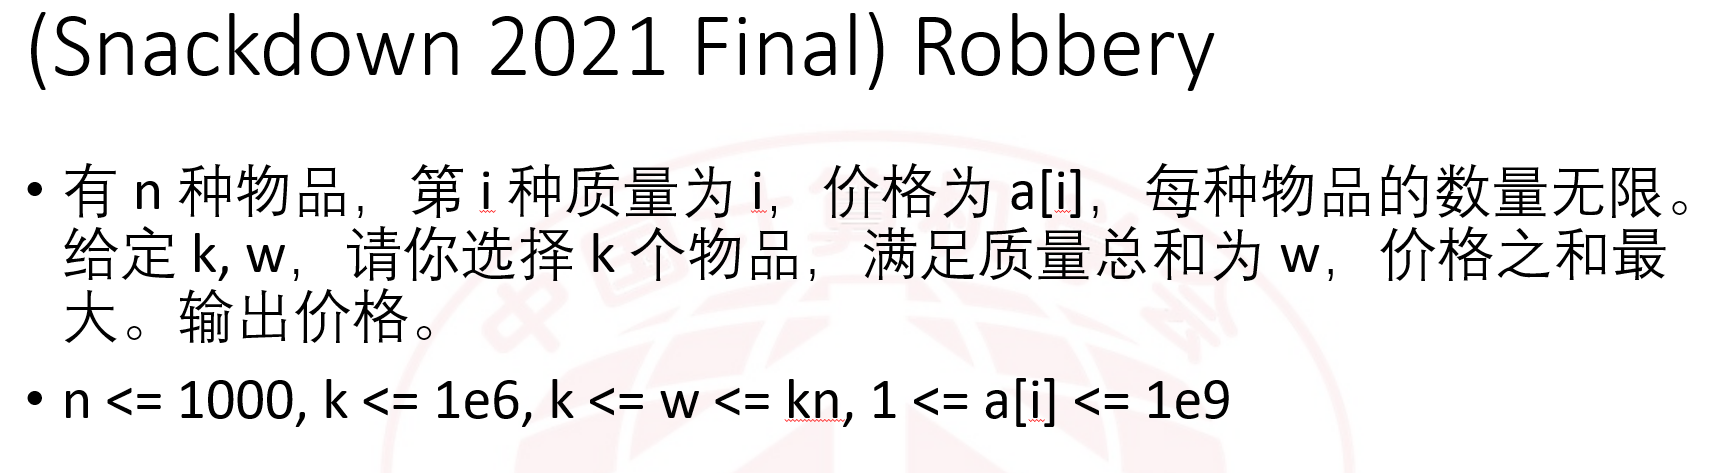 (Snackdown 2021 Final) Robbery
• 有 n 种物品，第 i 种质量为 i，价格为 a[i]，每种物品的数量无限。
给定 k, w，请你选择 k 个物品，满足质量总和为 w，价格之和最
大。输出价格。
• n <= 1000, k <= 1e6, k <= w <= kn, 1 <= a[i] <= 1e9